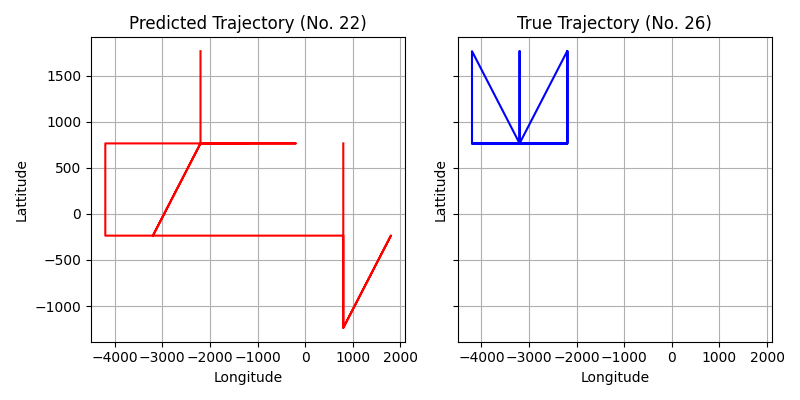 Predicted Trajectory (No. 22)
True Trajectory (No. 26)
Lattitude
1500
1000
500
0
−500
−1000
−4000 −3000 −2000 −1000 0 1000 2000
Longitude
Lattitude
−4000 −3000 −2000 −1000 0 1000 2000
Longitude